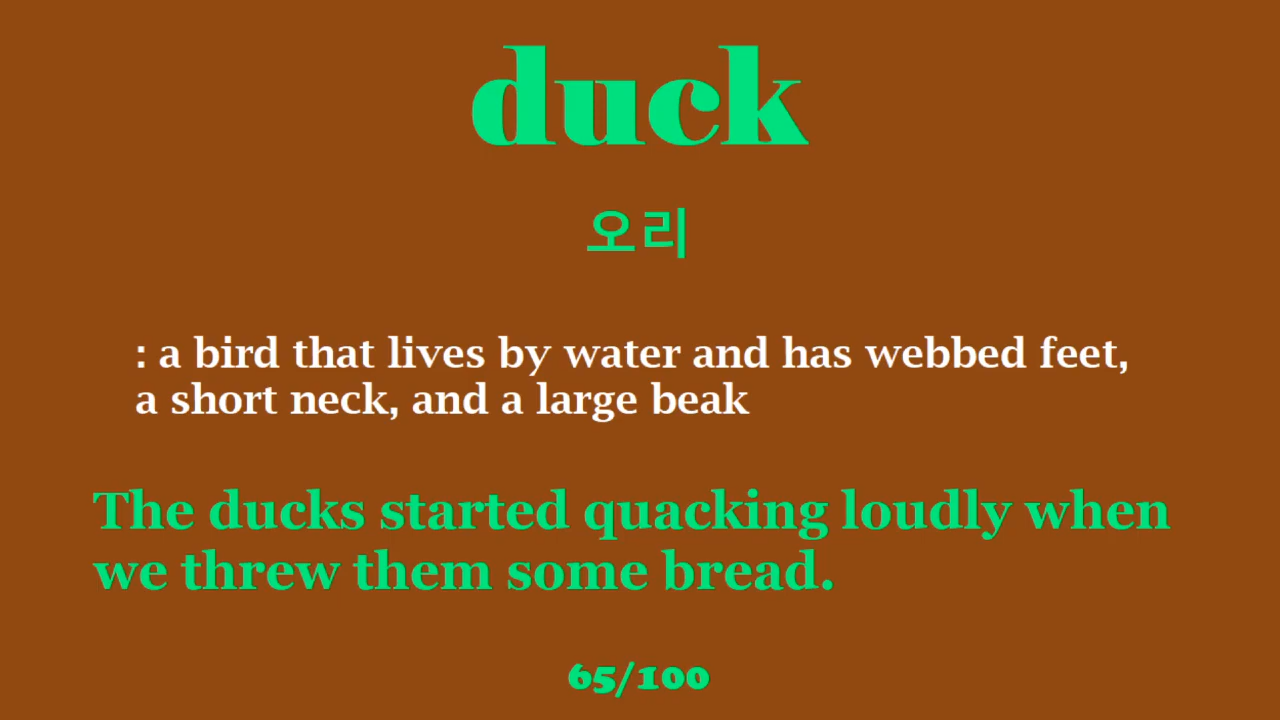 duck
오리
: a bird that lives by water and has webbed feet,
a short neck, and a large beak
The ducks started quacking loudly when
we threw them some bread.
65/100